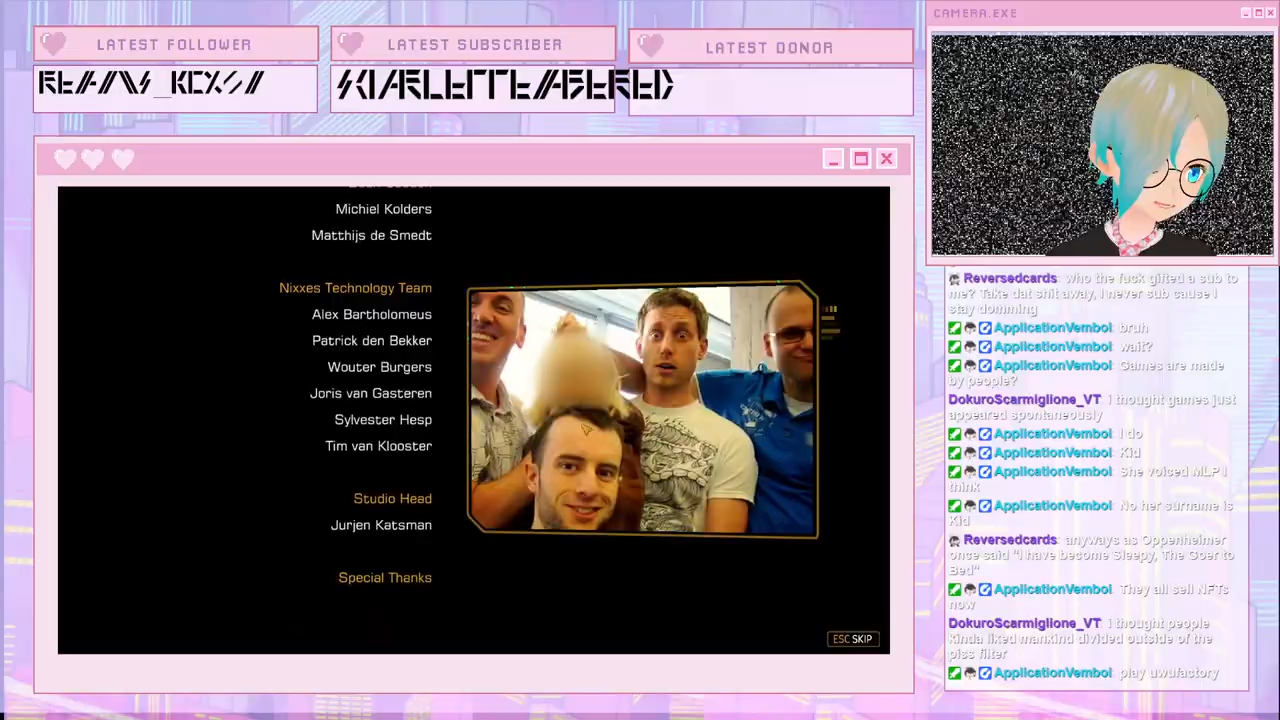 LATEST FOLLOWER
LATEST SUBSCRIBER
LATEST DONOR
CAMERA.EXE
Michiel Kolders
Matthijs de Smedt
Nixxes Technology Team
Alex Bartholomeus
Patrick den Bekker
Wouter Burgers
Joris van Gasteren
Sylvester Hesp
Tim van Klooster
Studio Head
Jurjen Katsman
Special Thanks
ESC SKIP
Reversedcards who the fuck gifted a sub to
me? Take dat shit away, I never sub cause I
stay domming
ApplicationVembol bruh
ApplicationVembol wait?
ApplicationVembol Games are made
by people?
DokuroScarmiglione_VT i thought games just
appeared spontaneously
ApplicationVembol I do
ApplicationVembol Kid
ApplicationVembol She voiced MLP I
think
ApplicationVembol No her surname is
Kid
Reversedcards anyways as Oppenheimer
once said "I have become Sleepy, The Goer to
Bed"
ApplicationVembol They all sell NFTs
now
DokuroScarmiglione_VT i thought people
kinda liked mankind divided outside of the
piss filter
ApplicationVembol play uwufactory